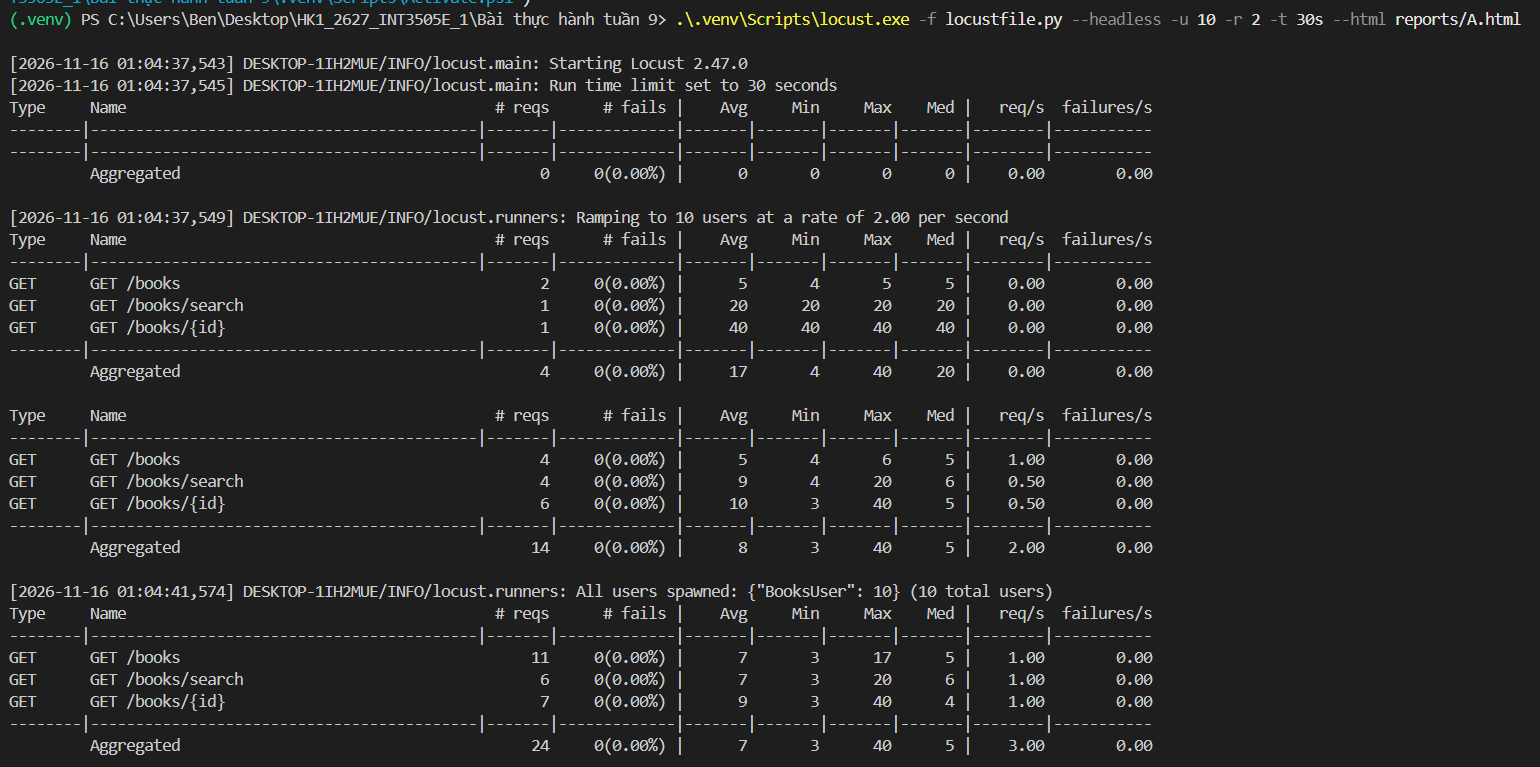 (.venv) PS C:\Users\Ben\Desktop\HK1_2627_INT3505E_1\Bài thực hành tuần 9> .\.venv\Scripts\locust.exe -f locustfile.py --headless -u 10 -r 2 -t 30s --html reports/A.html
[2026-11-16 01:04:37,543] DESKTOP-1IH2MUE/INFO/locust.main: Starting Locust 2.47.0
[2026-11-16 01:04:37,545] DESKTOP-1IH2MUE/INFO/locust.main: Run time limit set to 30 seconds
Type     Name                                          # reqs      # fails |    Avg     Min     Max    Med |   req/s  failures/s
--------|-------------------------------------------|-------|-------------|-------|-------|-------|-------|--------|-----------
--------|-------------------------------------------|-------|-------------|-------|-------|-------|-------|--------|-----------
         Aggregated                                         0     0(0.00%) |      0       0       0      0 |    0.00        0.00
[2026-11-16 01:04:37,549] DESKTOP-1IH2MUE/INFO/locust.runners: Ramping to 10 users at a rate of 2.00 per second
Type     Name                                          # reqs      # fails |    Avg     Min     Max    Med |   req/s  failures/s
--------|-------------------------------------------|-------|-------------|-------|-------|-------|-------|--------|-----------
GET      GET /books                                         2     0(0.00%) |      5       4       5      5 |    0.00        0.00
GET      GET /books/search                                  1     0(0.00%) |     20      20      20     20 |    0.00        0.00
GET      GET /books/{id}                                    1     0(0.00%) |     40      40      40     40 |    0.00        0.00
--------|-------------------------------------------|-------|-------------|-------|-------|-------|-------|--------|-----------
         Aggregated                                         4     0(0.00%) |     17       4      40     20 |    0.00        0.00
Type     Name                                          # reqs      # fails |    Avg     Min     Max    Med |   req/s  failures/s
--------|-------------------------------------------|-------|-------------|-------|-------|-------|-------|--------|-----------
GET      GET /books                                         4     0(0.00%) |      5       4       6      5 |    1.00        0.00
GET      GET /books/search                                  4     0(0.00%) |      9       4      20      6 |    0.50        0.00
GET      GET /books/{id}                                    6     0(0.00%) |     10       3      40      5 |    0.50        0.00
--------|-------------------------------------------|-------|-------------|-------|-------|-------|-------|--------|-----------
         Aggregated                                        14     0(0.00%) |      8       3      40      5 |    2.00        0.00
[2026-11-16 01:04:41,574] DESKTOP-1IH2MUE/INFO/locust.runners: All users spawned: {"BooksUser": 10} (10 total users)
Type     Name                                          # reqs      # fails |    Avg     Min     Max    Med |   req/s  failures/s
--------|-------------------------------------------|-------|-------------|-------|-------|-------|-------|--------|-----------
GET      GET /books                                        11     0(0.00%) |      7       3      17      5 |    1.00        0.00
GET      GET /books/search                                  6     0(0.00%) |      7       3      20      6 |    1.00        0.00
GET      GET /books/{id}                                    7     0(0.00%) |      9       3      40      4 |    1.00        0.00
--------|-------------------------------------------|-------|-------------|-------|-------|-------|-------|--------|-----------
         Aggregated                                        24     0(0.00%) |      7       3      40      5 |    3.00        0.00